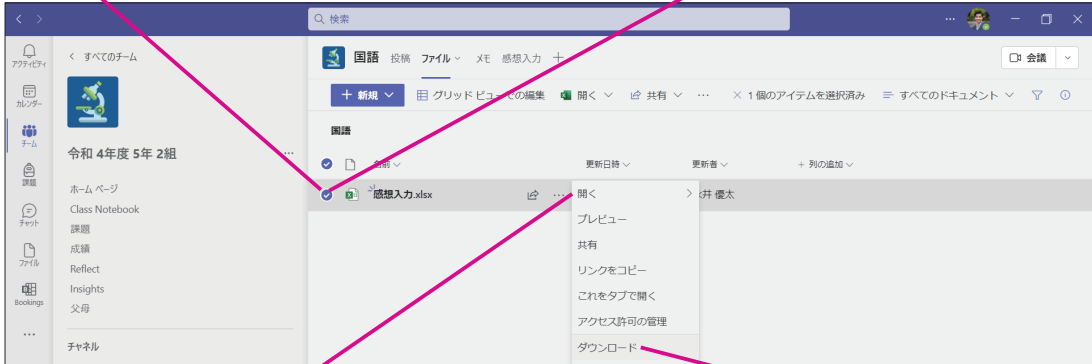 検索
アクティビティ
カレンダー
チーム
課題
チャット
ファイル
Bookings
すべてのチーム
令和 4年度 5年 2組
ホーム ページ
Class Notebook
課題
成績
Reflect
Insights
父母
チャネル
国語 投稿 ファイル メモ 感想入力
会議
新規 グリッド ビューでの編集 開く 共有 1 個のアイテムを選択済み すべてのドキュメント
国語
名前 更新日時 更新者 + 列の追加
感想入力.xlsx 井 優太
開く
プレビュー
共有
リンクをコピー
これをタブで開く
アクセス許可の管理
ダウンロード